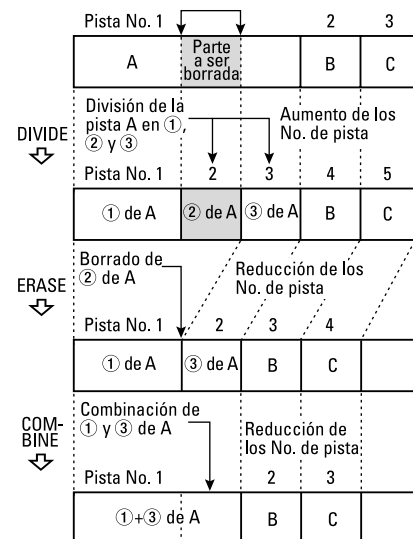 Pista No. 1 2 3
A Parte a ser borrada B C
División de la pista A en ①, ② y ③
Aumento de los No. de pista
DIVIDE
Pista No. 1 2 3 4 5
① de A ② de A ③ de A B C
Borrado de ② de A
Reducción de los No. de pista
ERASE
Pista No. 1 2 3 4
① de A ③ de A B C
Combinación de ① y ③ de A
Reducción de los No. de pista
COM-
BINE
Pista No. 1 2 3
①+③ de A B C